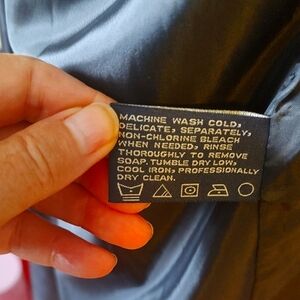 MACHINE WASH COLD,
DELICATE, SEPARATELY,
NON-CHLORINE BLEACH
WHEN NEEDED, RINSE
THOROUGHLY TO REMOVE
SOAP. TUMBLE DRY LOW,
COOL IRON, PROFESSIONALLY
DRY CLEAN.